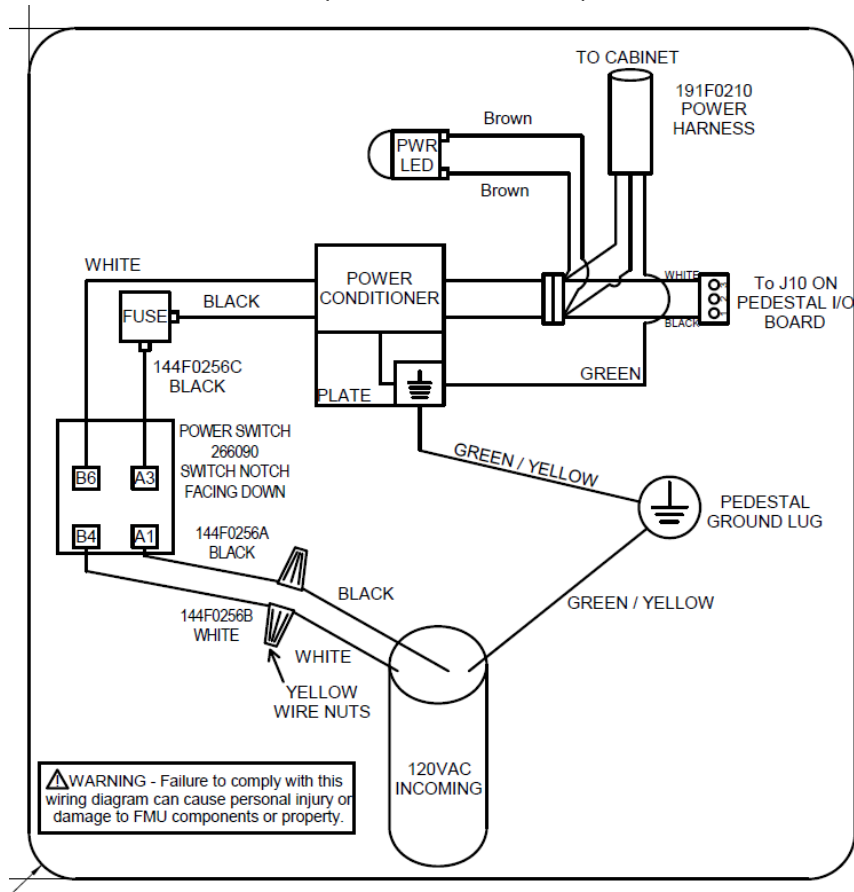 TO CABINET
191F0210
POWER
HARNESS
Brown
PWR
LED
Brown
WHITE
POWER
CONDITIONER
WHITE
3
2
1
BLACK
To J10 ON
PEDESTAL I/O
BOARD
BLACK
FUSE
144F0256C
BLACK
PLATE
GREEN
POWER SWITCH
266090
SWITCH NOTCH
FACING DOWN
B6
A3
B4
A1
GREEN / YELLOW
PEDESTAL
GROUND LUG
144F0256A
BLACK
BLACK
GREEN / YELLOW
144F0256B
WHITE
WHITE
YELLOW
WIRE NUTS
120VAC
INCOMING
WARNING - Failure to comply with this
wiring diagram can cause personal injury or
damage to FMU components or property.